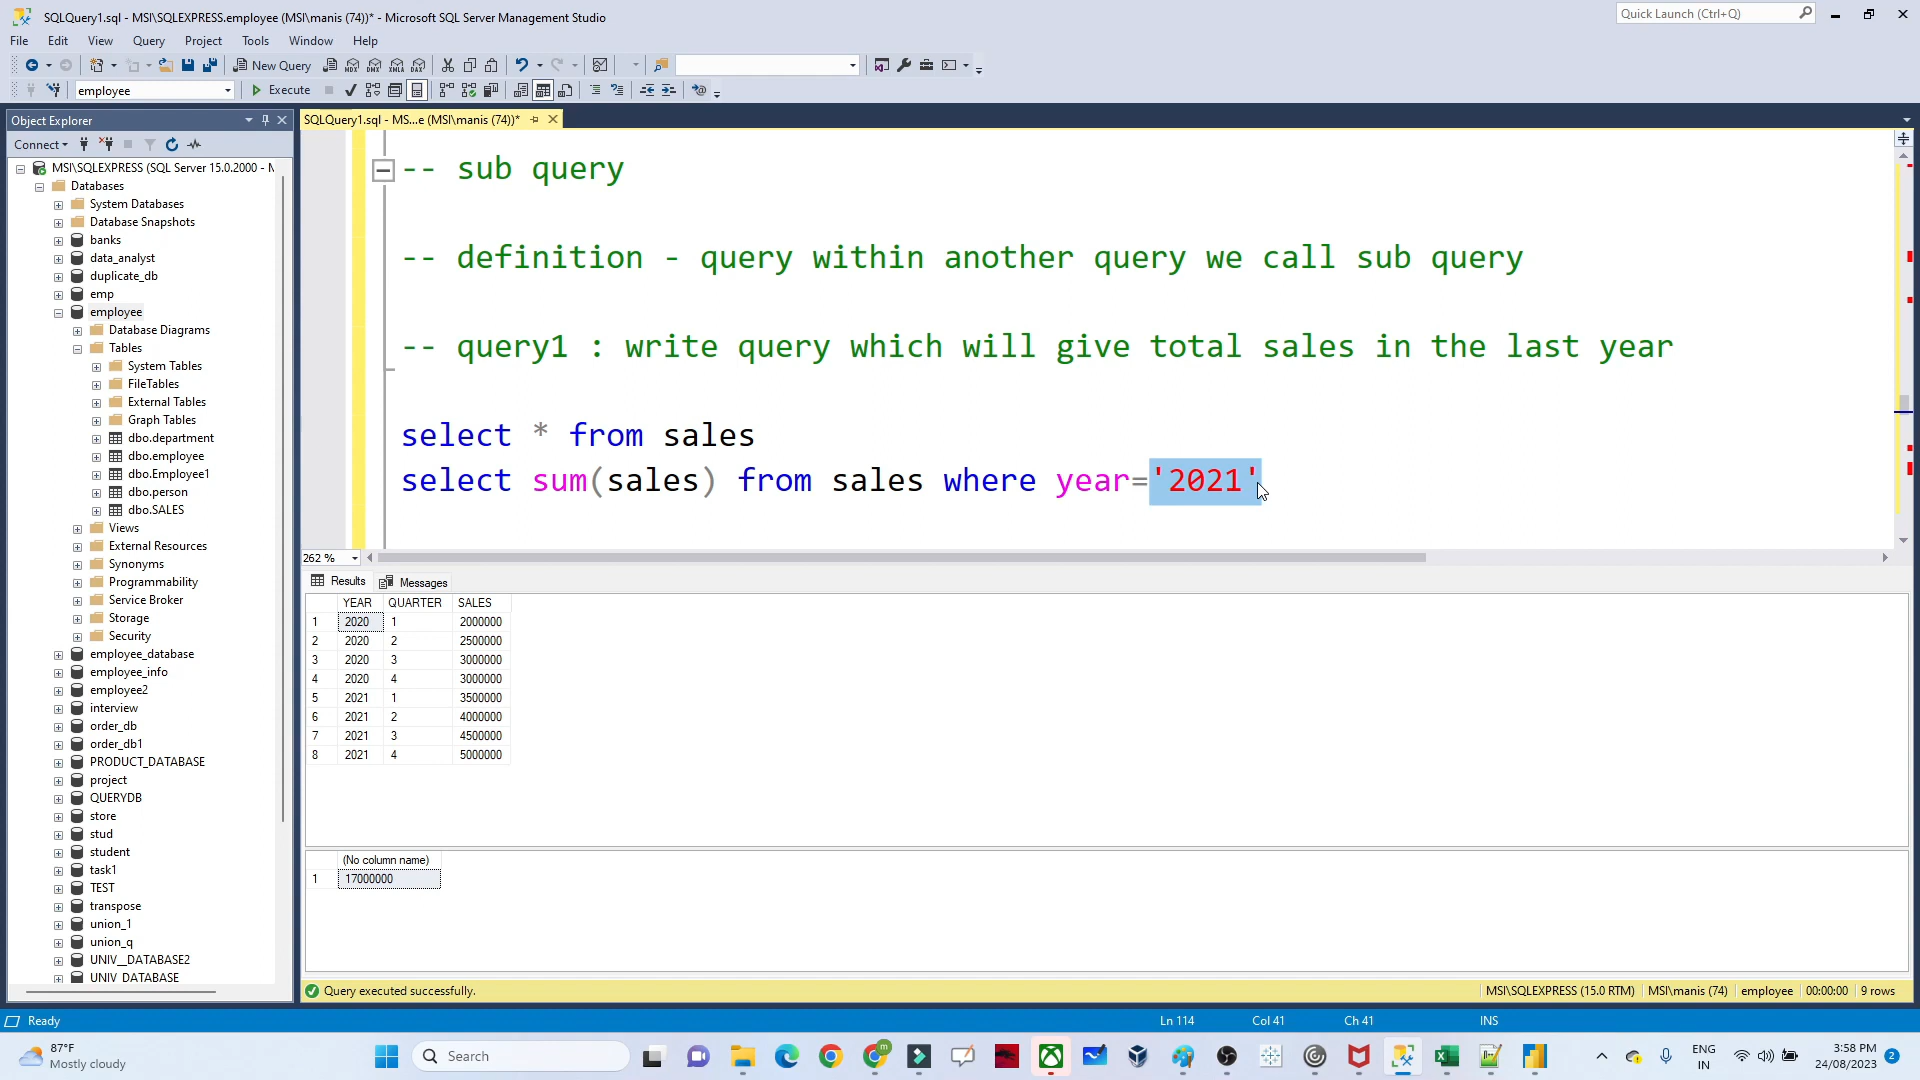 SQLQuery1.sql - MSI\SQLEXPRESS.employee (MSI\manis (74))* - Microsoft SQL Server Management Studio
Quick Launch (Ctrl+Q)
File Edit View Query Project Tools Window Help
New Query
MDX DMX XMLA DAX
employee
Execute
Object Explorer
SQLQuery1.sql - MS...e (MSI\manis (74))*
Connect
MSI\SQLEXPRESS (SQL Server 15.0.2000 - M
Databases
System Databases
Database Snapshots
banks
data_analyst
duplicate_db
emp
employee
Database Diagrams
Tables
System Tables
FileTables
External Tables
Graph Tables
dbo.department
dbo.employee
dbo.Employee1
dbo.person
dbo.SALES
Views
External Resources
Synonyms
Programmability
Service Broker
Storage
Security
employee_database
employee_info
employee2
interview
order_db
order_db1
PRODUCT_DATABASE
project
QUERYDB
store
stud
student
task1
TEST
transpose
union_1
union_q
UNIV__DATABASE2
UNIV DATABASE
-- sub query
-- definition - query within another query we call sub query
-- query1 : write query which will give total sales in the last year
select * from sales
select sum(sales) from sales where year='2021'
262 %
Results Messages
YEAR QUARTER SALES
1 2020 1 2000000
2 2020 2 2500000
3 2020 3 3000000
4 2020 4 3000000
5 2021 1 3500000
6 2021 2 4000000
7 2021 3 4500000
8 2021 4 5000000
(No column name)
1 17000000
Query executed successfully.
MSI\SQLEXPRESS (15.0 RTM) MSI\manis (74) employee 00:00:00 9 rows
Ready
Ln 114 Col 41 Ch 41 INS
87°F
Mostly cloudy
Search
m
ENG
IN
3:58 PM
24/08/2023
2